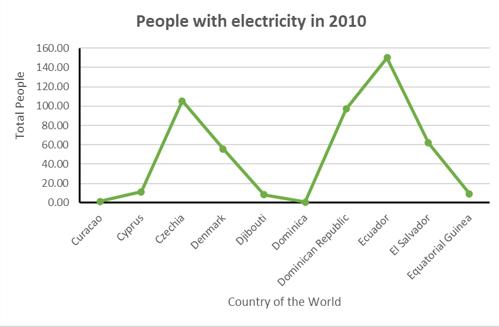 People with electricity in 2010
160.00
140.00
120.00
100.00
80.00
60.00
40.00
20.00
0.00
Total People
Curacao
Cyprus
Czechia
Denmark
Djibouti
Dominica
Dominican Republic
Ecuador
El Salvador
Equatorial Guinea
Country of the World